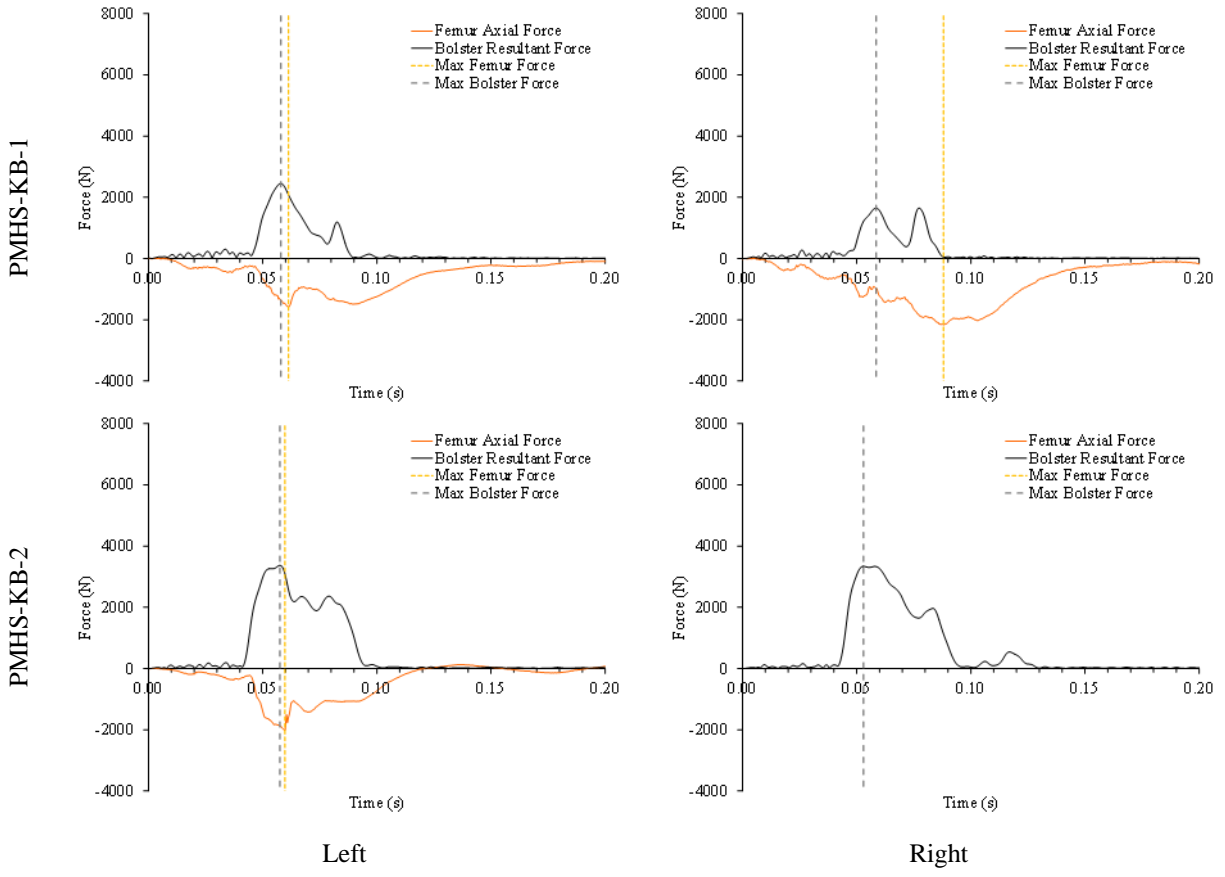 PMHS-KB-1
8000
6000
4000
2000
0
-2000
-4000
Force (N)
0.00
0.05
0.10
0.15
0.20
Time (s)
Femur Axial Force
Bolster Resultant Force
Max Femur Force
Max Bolster Force
8000
6000
4000
2000
0
-2000
-4000
Force (N)
0.00
0.05
0.10
0.15
0.20
Time (s)
Femur Axial Force
Bolster Resultant Force
Max Femur Force
Max Bolster Force
PMHS-KB-2
8000
6000
4000
2000
0
-2000
-4000
Force (N)
0.00
0.05
0.10
0.15
0.20
Time (s)
Femur Axial Force
Bolster Resultant Force
Max Femur Force
Max Bolster Force
8000
6000
4000
2000
0
-2000
-4000
Force (N)
0.00
0.05
0.10
0.15
0.20
Time (s)
Femur Axial Force
Bolster Resultant Force
Max Femur Force
Max Bolster Force
Left
Right